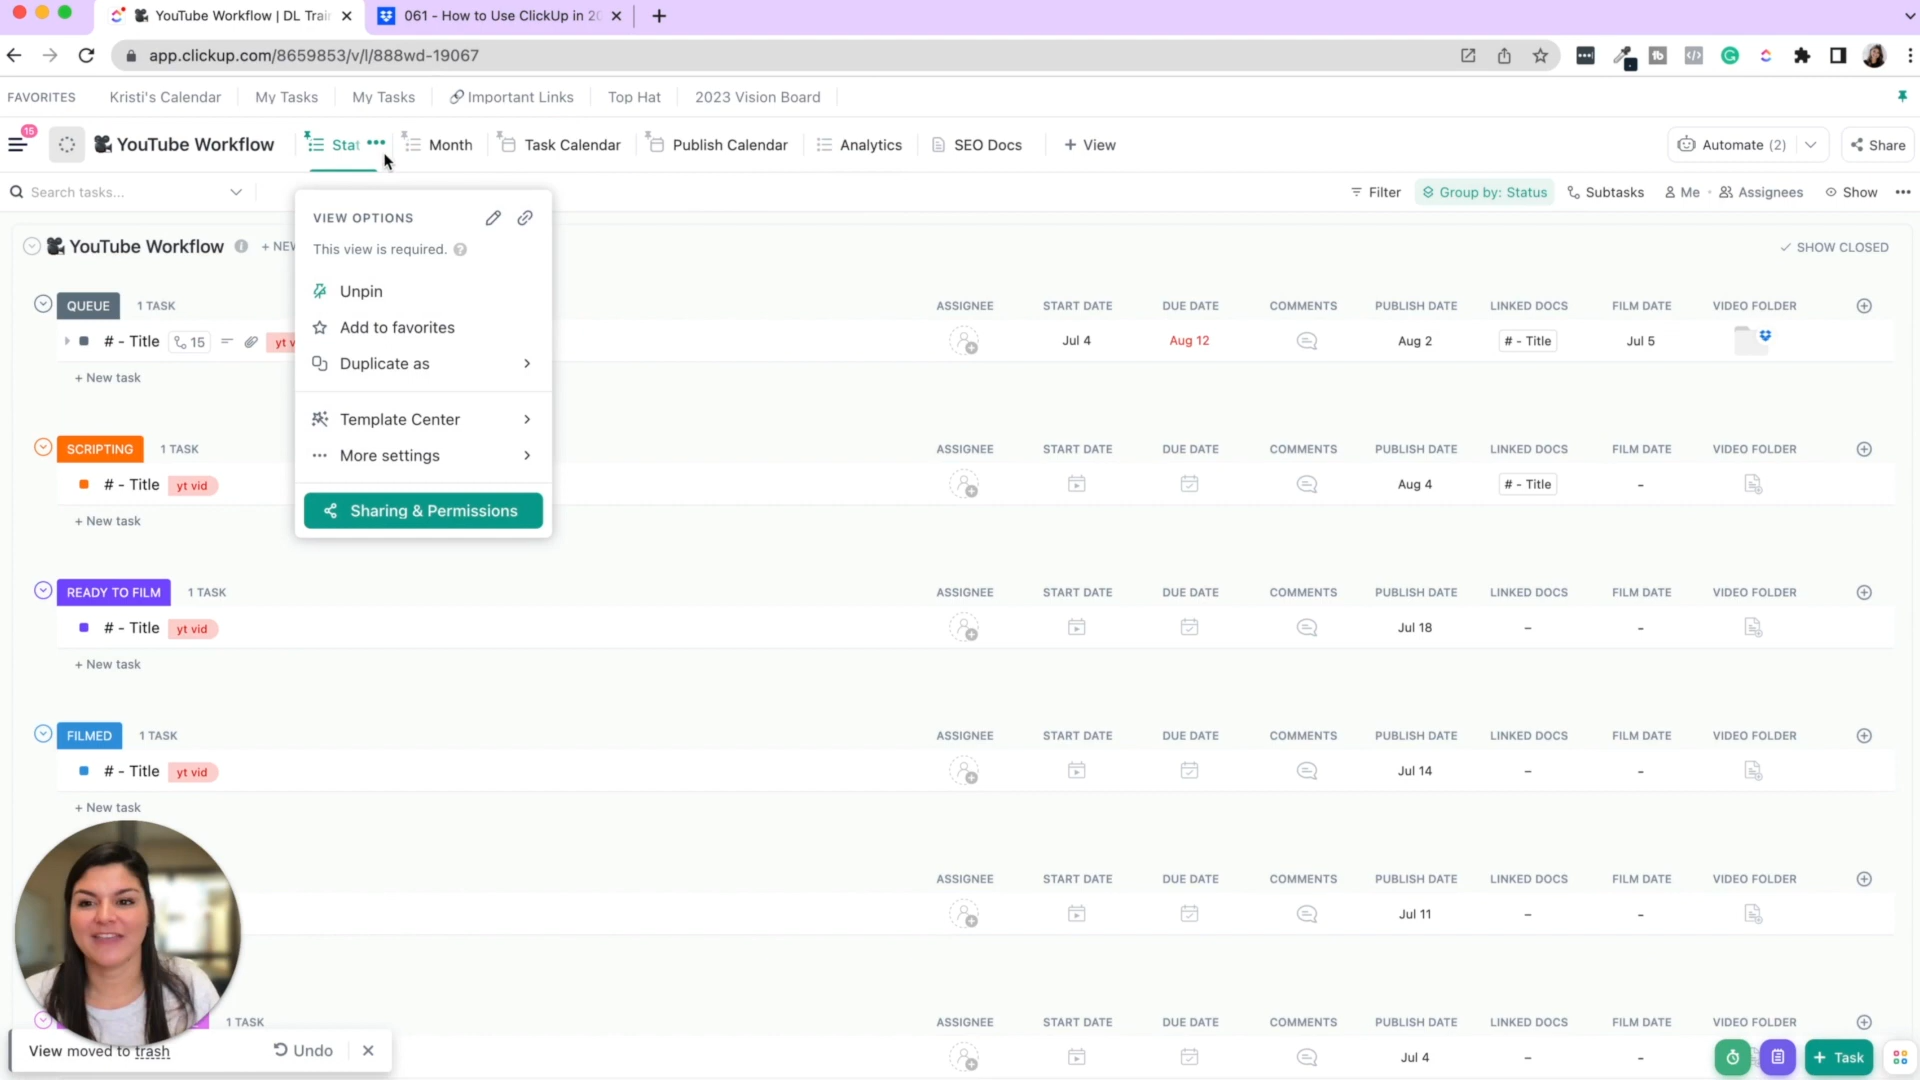 YouTube Workflow | DL Trai
061 - How to Use ClickUp in 20
app.clickup.com/8659853/v/l/888wd-19067
FAVORITES Kristi's Calendar My Tasks My Tasks Important Links Top Hat 2023 Vision Board
15
YouTube Workflow Stat Month Task Calendar Publish Calendar Analytics SEO Docs + View Automate (2) Share
Search tasks... Filter Group by: Status Subtasks Me Assignees Show
VIEW OPTIONS
This view is required.
Unpin
Add to favorites
Duplicate as
Template Center
More settings
Sharing & Permissions
YouTube Workflow + NEW SHOW CLOSED
QUEUE 1 TASK ASSIGNEE START DATE DUE DATE COMMENTS PUBLISH DATE LINKED DOCS FILM DATE VIDEO FOLDER
# - Title 15 yt v Jul 4 Aug 12 Aug 2 # - Title Jul 5
+ New task
SCRIPTING 1 TASK ASSIGNEE START DATE DUE DATE COMMENTS PUBLISH DATE LINKED DOCS FILM DATE VIDEO FOLDER
# - Title yt vid Aug 4 # - Title -
+ New task
READY TO FILM 1 TASK ASSIGNEE START DATE DUE DATE COMMENTS PUBLISH DATE LINKED DOCS FILM DATE VIDEO FOLDER
# - Title yt vid Jul 18 - -
+ New task
FILMED 1 TASK ASSIGNEE START DATE DUE DATE COMMENTS PUBLISH DATE LINKED DOCS FILM DATE VIDEO FOLDER
# - Title yt vid Jul 14 - -
+ New task
ASSIGNEE START DATE DUE DATE COMMENTS PUBLISH DATE LINKED DOCS FILM DATE VIDEO FOLDER
Jul 11 - -
1 TASK ASSIGNEE START DATE DUE DATE COMMENTS PUBLISH DATE LINKED DOCS FILM DATE VIDEO FOLDER
View moved to trash Undo
Jul 4 - -
+ Task